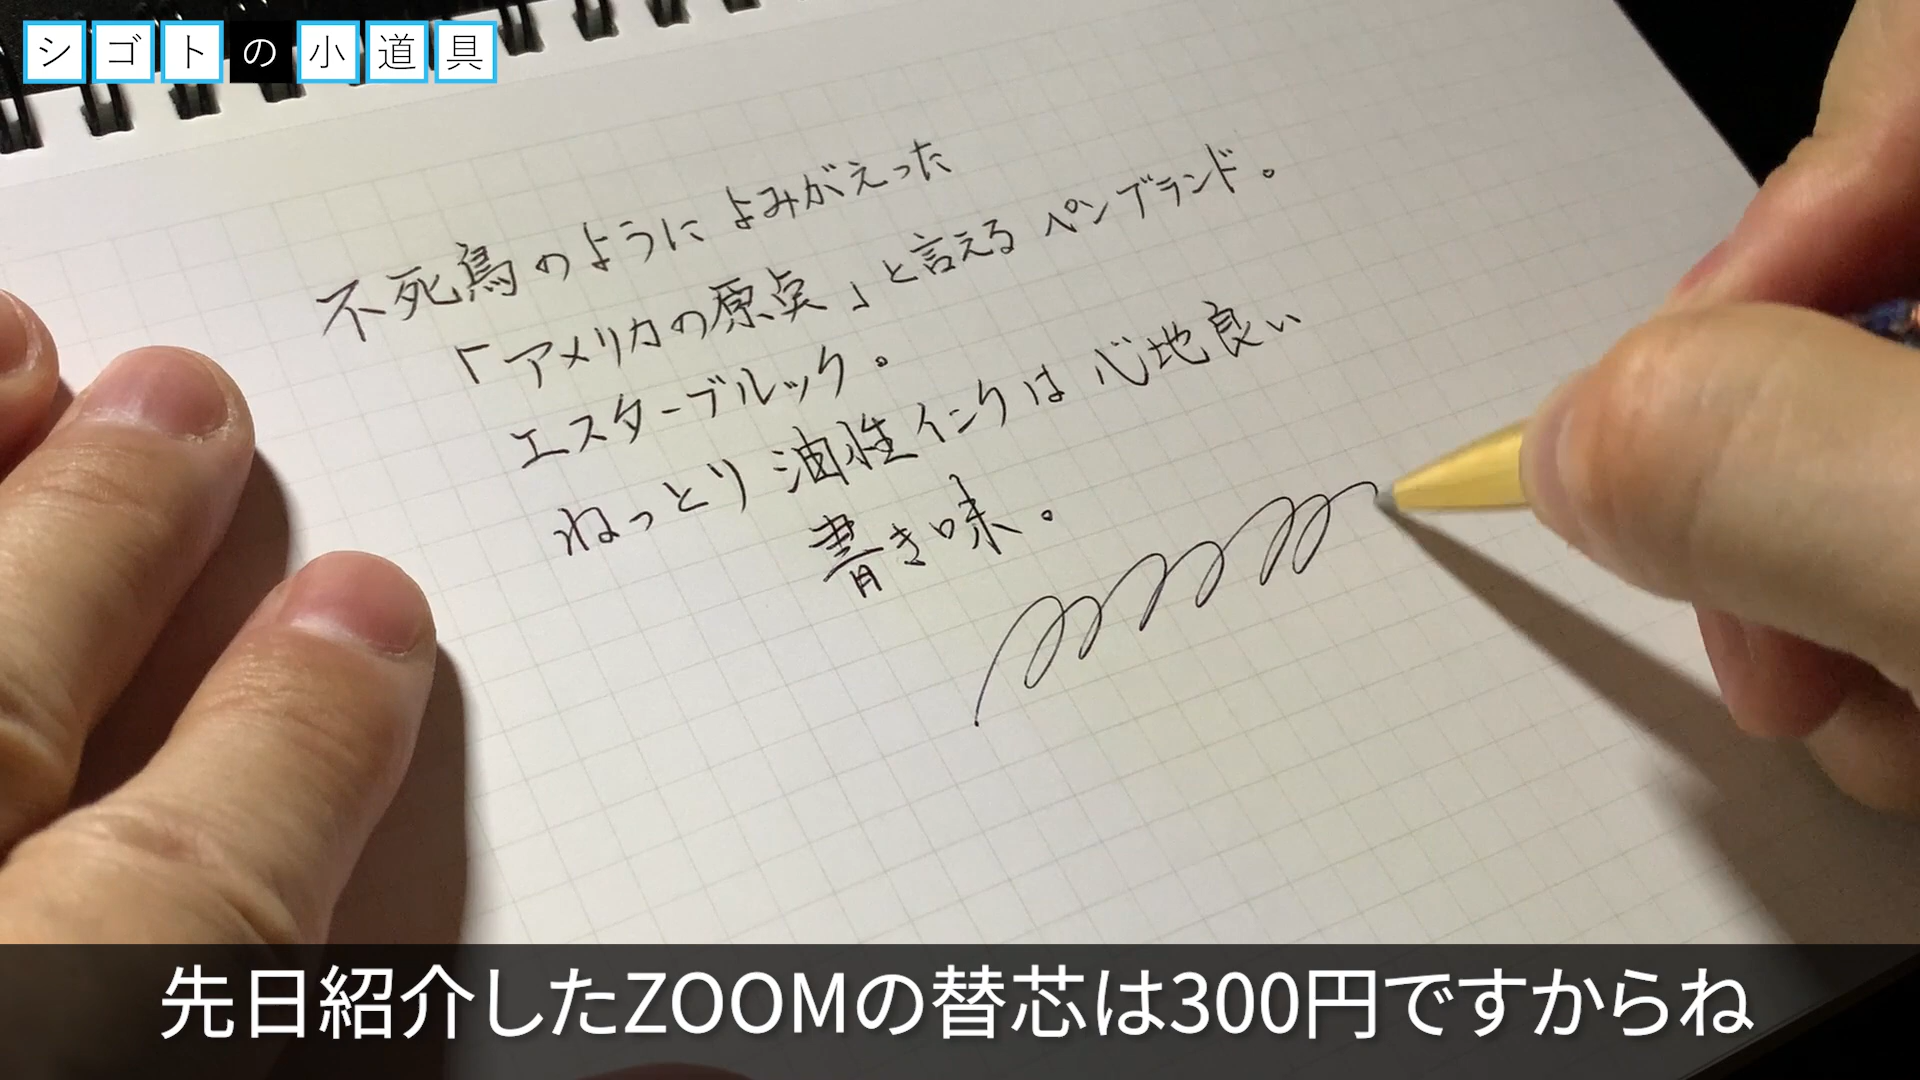 シゴトの小道具
不死鳥のようによみがえった
「アメリカの原点」と言えるペンブランド。
エスターブルック。
ねっとり油性インクは心地良い
書き味。
先日紹介したZOOMの替芯は300円ですからね